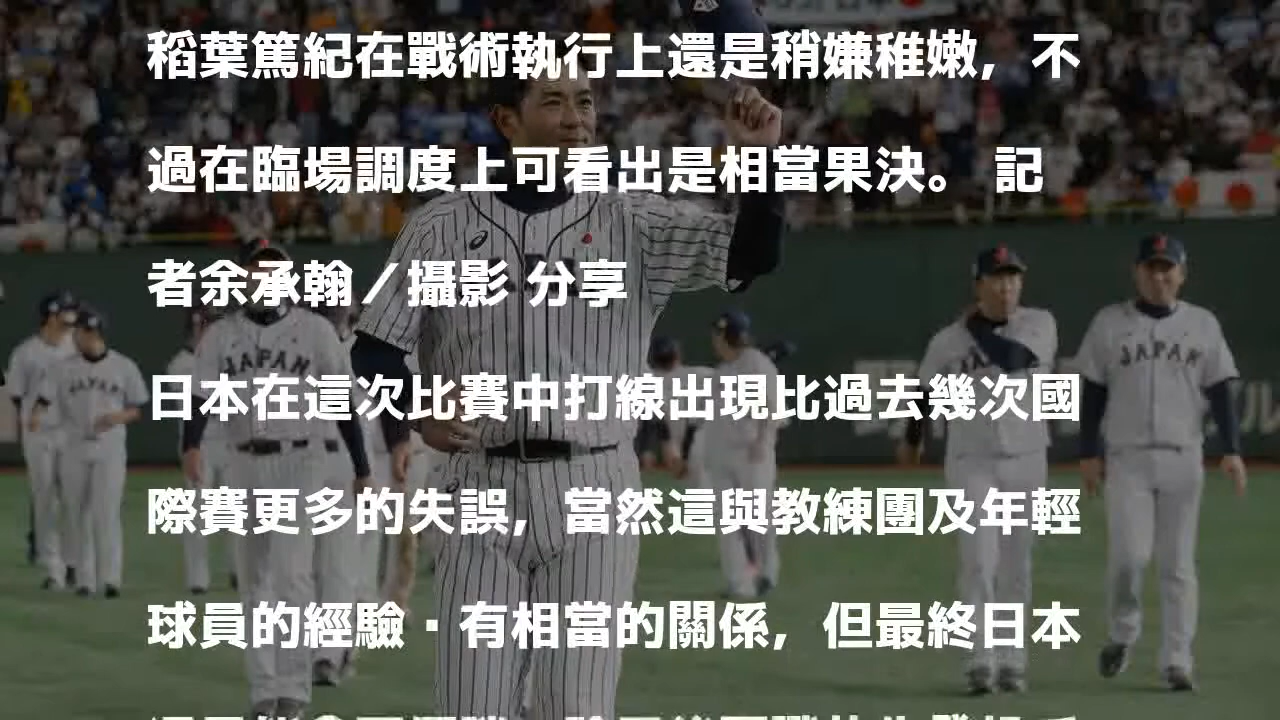 稻葉篤紀在戰術執行上還是稍嫌稚嫩，不
過在臨場調度上可看出是相當果決。 記
者余承翰／攝影 分享
日本在這次比賽中打線出現比過去幾次國
際賽更多的失誤，當然這與教練團及年輕
球員的經驗·有相當的關係，但最終日本
JAPAN
JAPAN
JAPAN